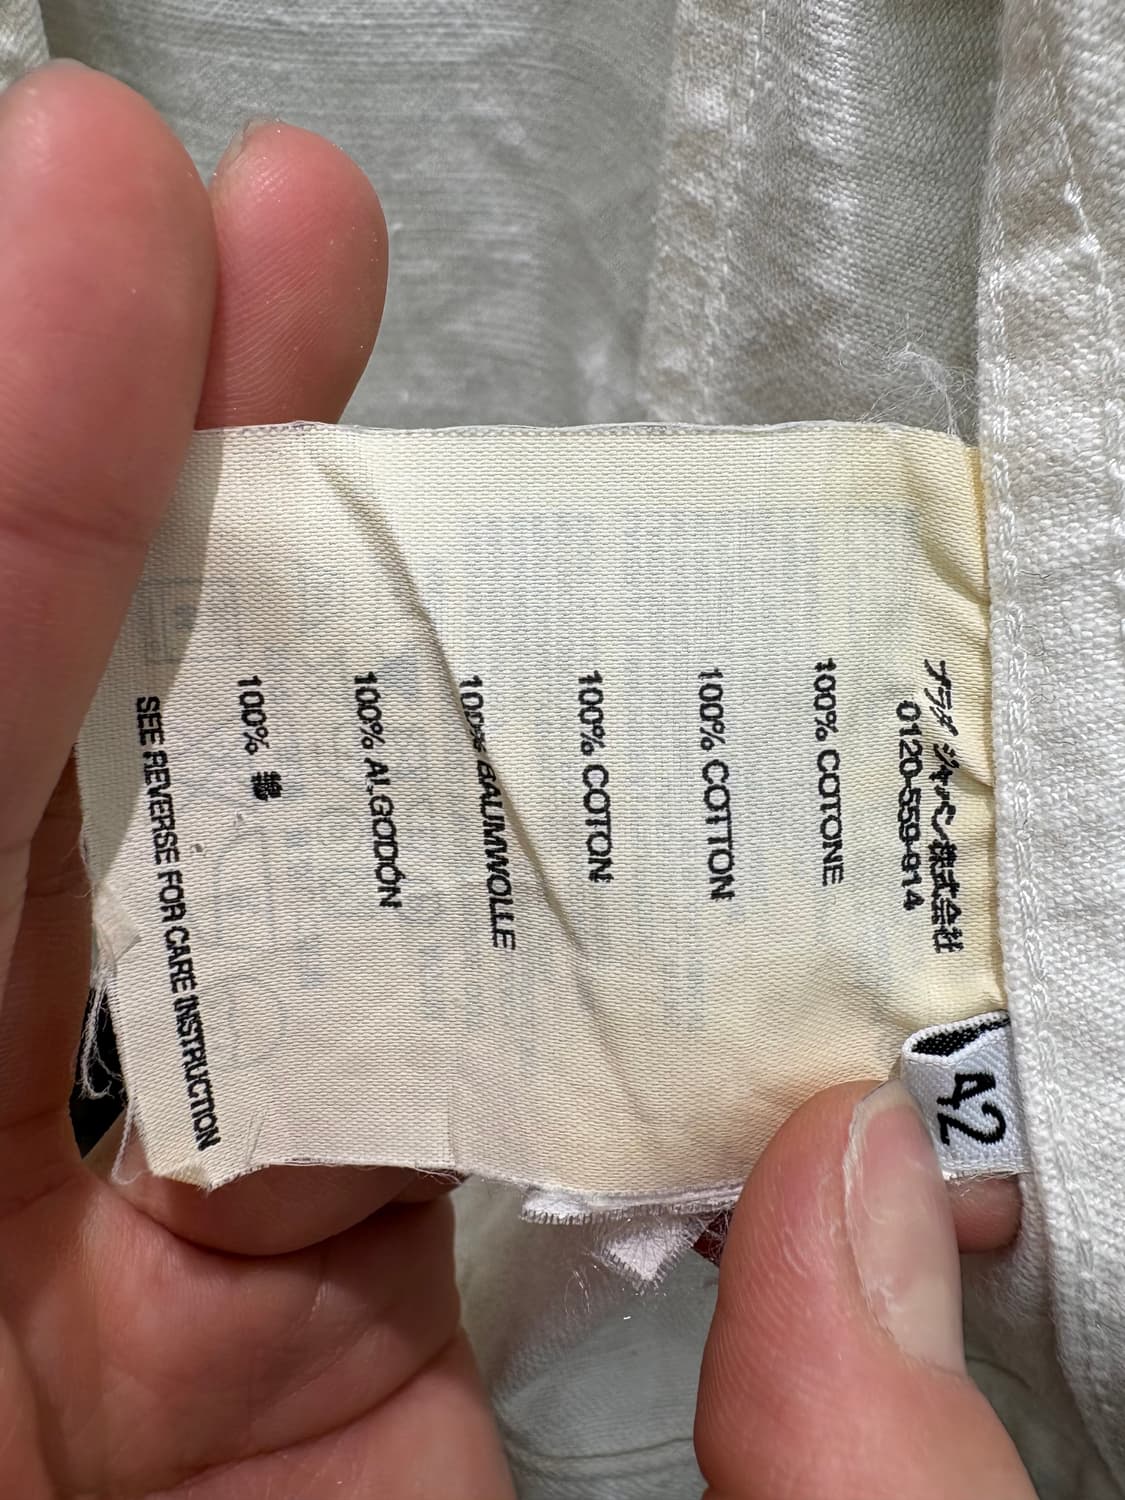 プラダ ジャパン株式会社
0120-559-914
100% COTONE
100% COTTON
100% COTON
100% BAUMWOLLE
100% ALGODÓN
100% 綿
SEE REVERSE FOR CARE INSTRUCTION
42